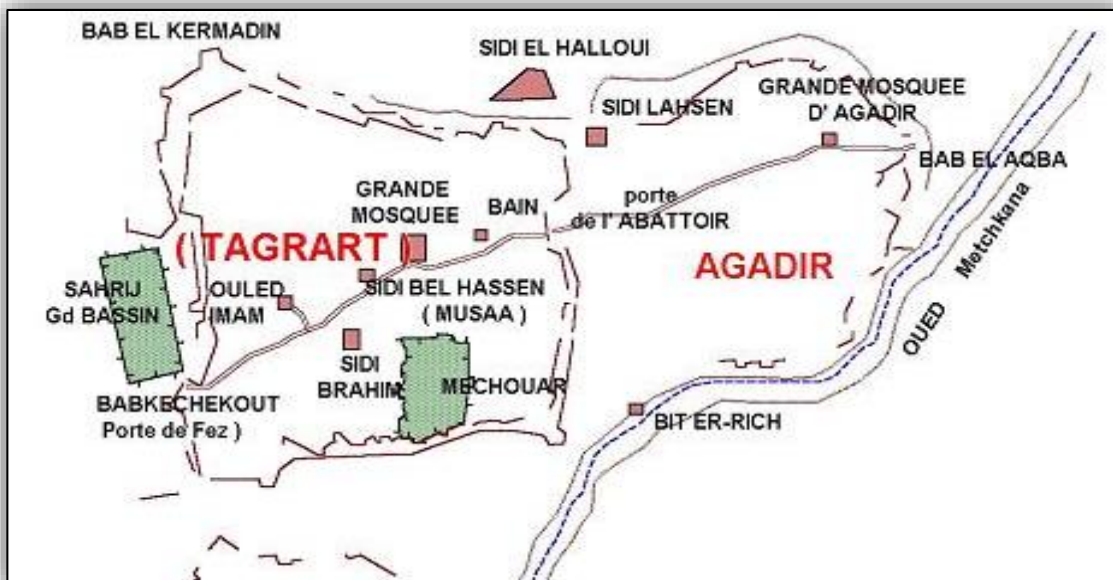 BAB EL KERMADIN
SIDI EL HALLOUI
SIDI LAHSEN
GRANDE MOSQUEE
D' AGADIR
BAB EL AQBA
GRANDE
MOSQUEE
BAIN
porte
de l' ABATTOIR
( TAGRART )
AGADIR
SAHRIJ
Gd BASSIN
OULED
IMAM
SIDI BEL HASSEN
( MUSAA )
SIDI
BRAHIM
MECHOUAR
BABKECHEKOUT
Porte de Fez )
BIT ER-RICH
OUED
Metchkana